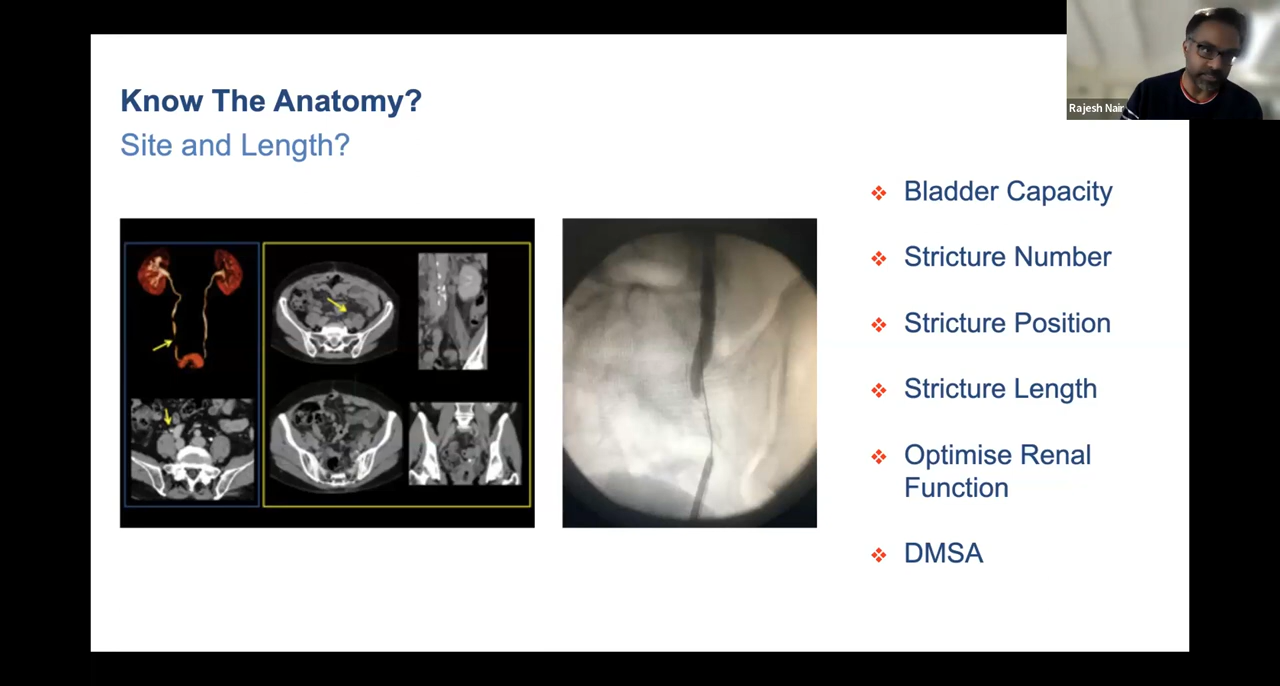 Know The Anatomy?
Site and Length?
Rajesh Nair
Bladder Capacity
Stricture Number
Stricture Position
Stricture Length
Optimise Renal
Function
DMSA